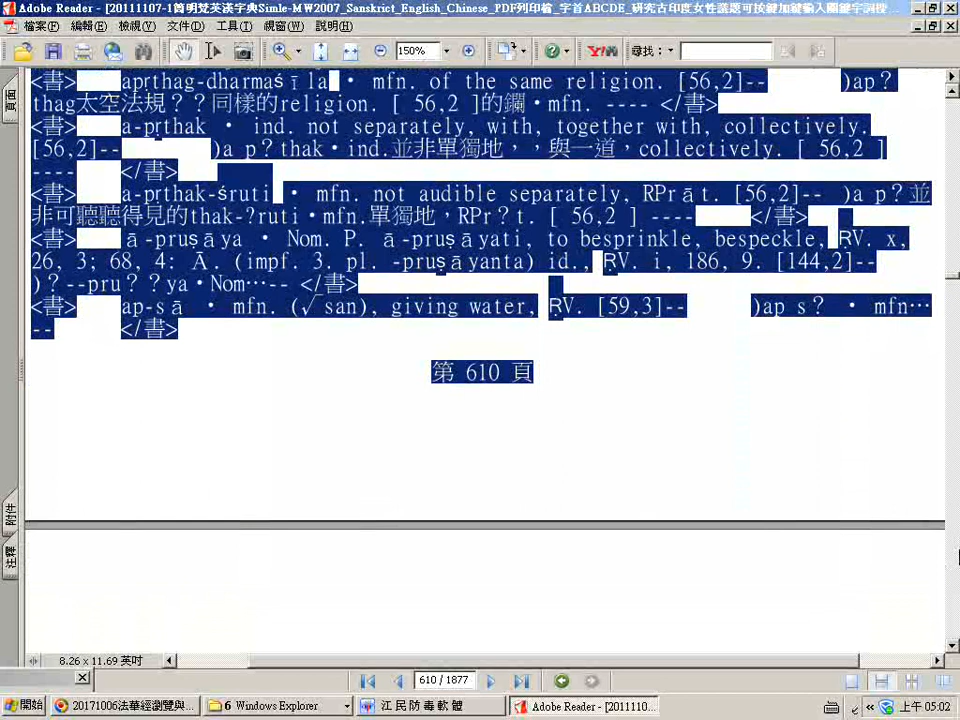 Adobe Reader - [20111107-1簡明梵英漢字典Simle-MW2007_Sanskrict_English_Chinese_PDF列印檔_字首ABCDE_研究古印度女性議題可按鍵加鍵輸入關鍵字詞搜
檔案(F) 編輯(E) 檢視(V) 文件(D) 工具(T) 視窗(W) 說明(H)
150% 尋找：
頁面
<書> apṛthag-dharmaśīla • mfn. of the same religion. [56,2]-- )ap？
thag太空法規？？同樣的religion. [ 56,2 ]的鑭•mfn. ---- </書>
<書> a-pṛthak • ind. not separately, with, together with, collectively.
[56,2]-- )a p？thak•ind.並非單獨地，，與一道，collectively. [ 56,2 ]
---- </書>
<書> a-pṛthak-śruti • mfn. not audible separately, RPrāt. [56,2]-- )a p？並
非可聽聽得見的thak-?ruti•mfn.單獨地，RPr？t. [ 56,2 ] ---- </書>
<書> ā-pruṣāya • Nom. P. ā-pruṣāyati, to besprinkle, bespeckle, ṚV. x,
26, 3; 68, 4: Ā. (impf. 3. pl. -pruṣāyanta) id., ṚV. i, 186, 9. [144,2]--
)？--pru？？ya•Nom…-- </書>
<書> ap-sā • mfn. (√san), giving water, ṚV. [59,3]-- )ap s？ • mfn…
-- </書>
第 610 頁
附件
注釋
8.26 x 11.69 英吋
610 / 1877
開始 20171006法華經瀏覽與... 6 Windows Explorer 江民防毒軟體 Adobe Reader - [2011110... 上午 05:02